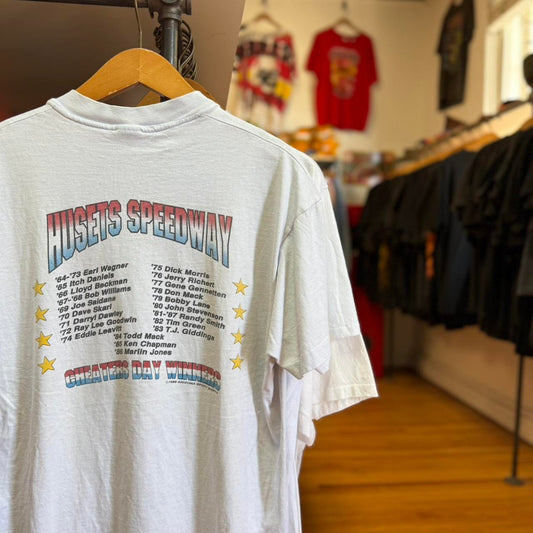 HUSETS SPEEDWAY
'64-'73 Earl Wagner
'65 Itch Daniels
'66 Lloyd Beckman
'67-'68 Bob Williams
'69 Joe Saldana
'70 Dave Skari
'71 Darryl Dawley
'72 Ray Lee Goodwin
'74 Eddie Leavitt
'75 Dick Morris
'76 Jerry Richert
'77 Gene Gennetten
'78 Don Mack
'79 Bobby Lane
'80 John Stevenson
'81-'87 Randy Smith
'82 Tim Green
'83 T.J. Giddings
'84 Todd Mack
'85 Ken Chapman
'86 Marlin Jones
CHEATERS DAY WINNERS